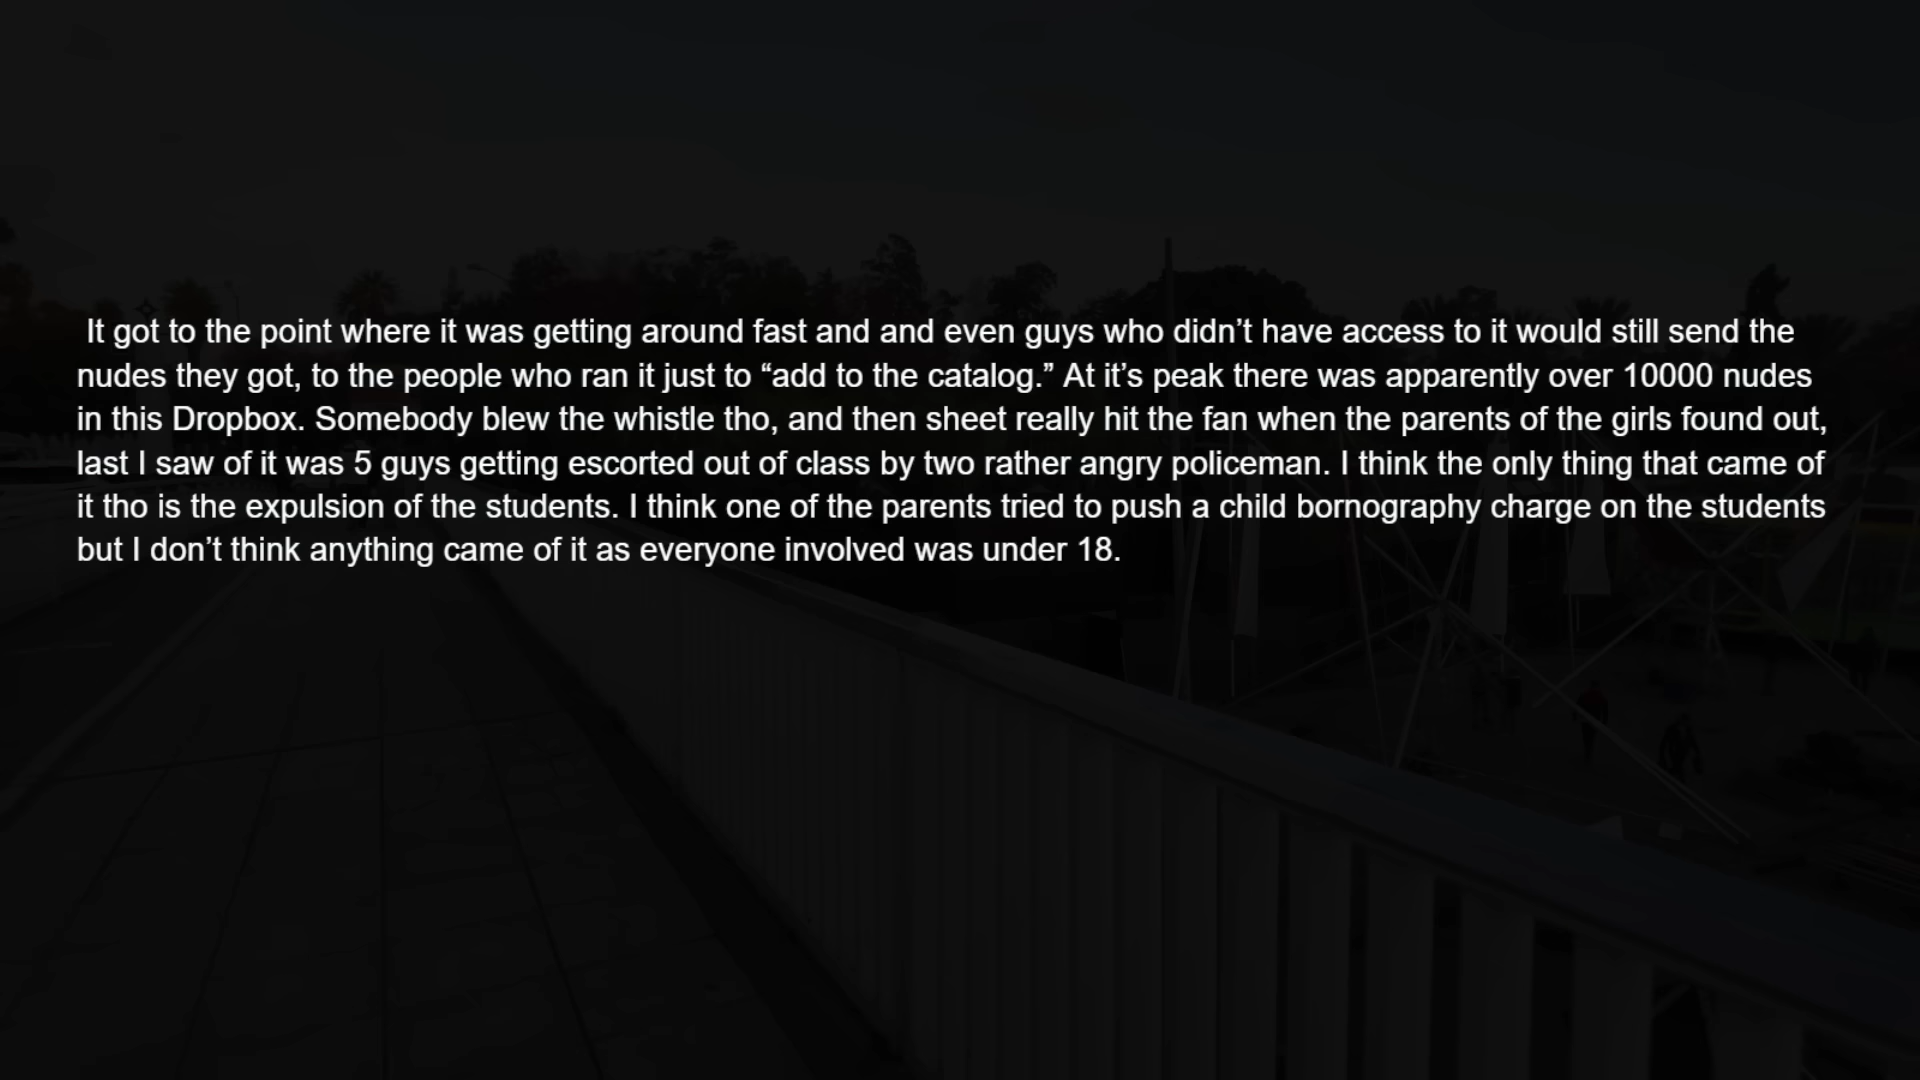 It got to the point where it was getting around fast and and even guys who didn’t have access to it would still send the
nudes they got, to the people who ran it just to “add to the catalog.” At it’s peak there was apparently over 10000 nudes
in this Dropbox. Somebody blew the whistle tho, and then sheet really hit the fan when the parents of the girls found out,
last I saw of it was 5 guys getting escorted out of class by two rather angry policeman. I think the only thing that came of
it tho is the expulsion of the students. I think one of the parents tried to push a child bornography charge on the students
but I don’t think anything came of it as everyone involved was under 18.